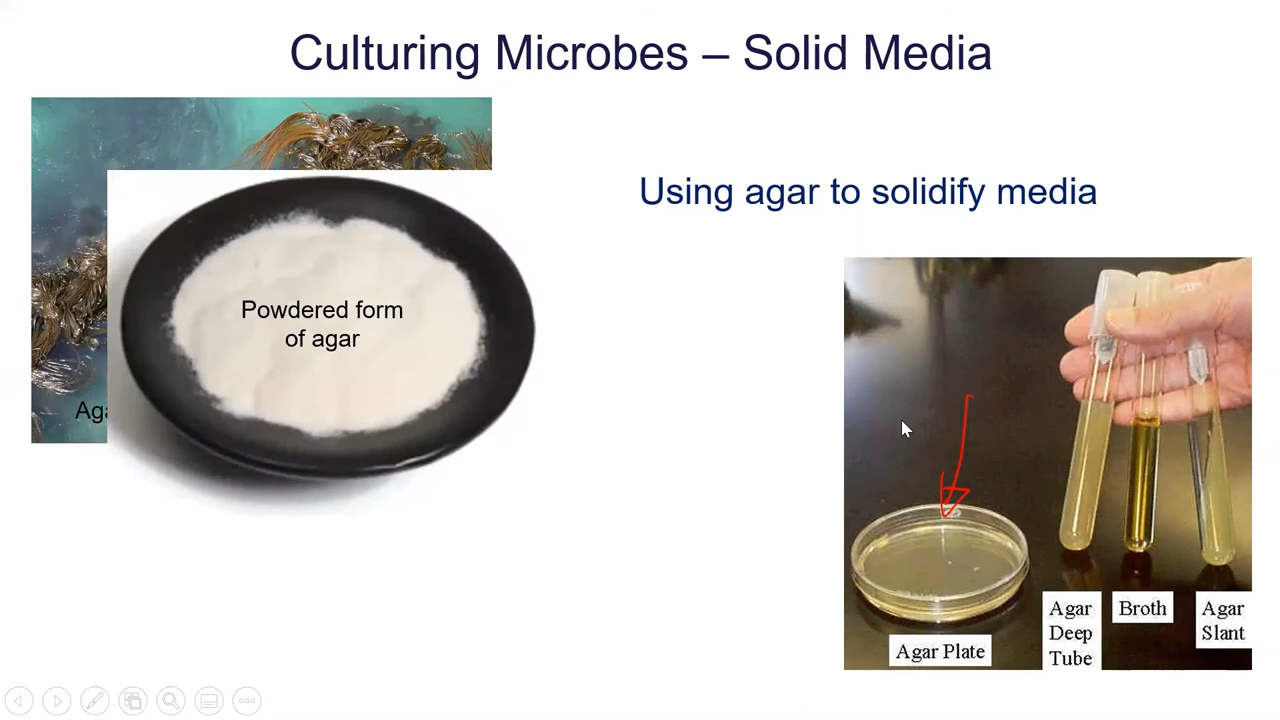 Culturing Microbes – Solid Media
Using agar to solidify media
Powdered form
of agar
Agar Plate
Agar
Deep
Tube
Broth
Agar
Slant